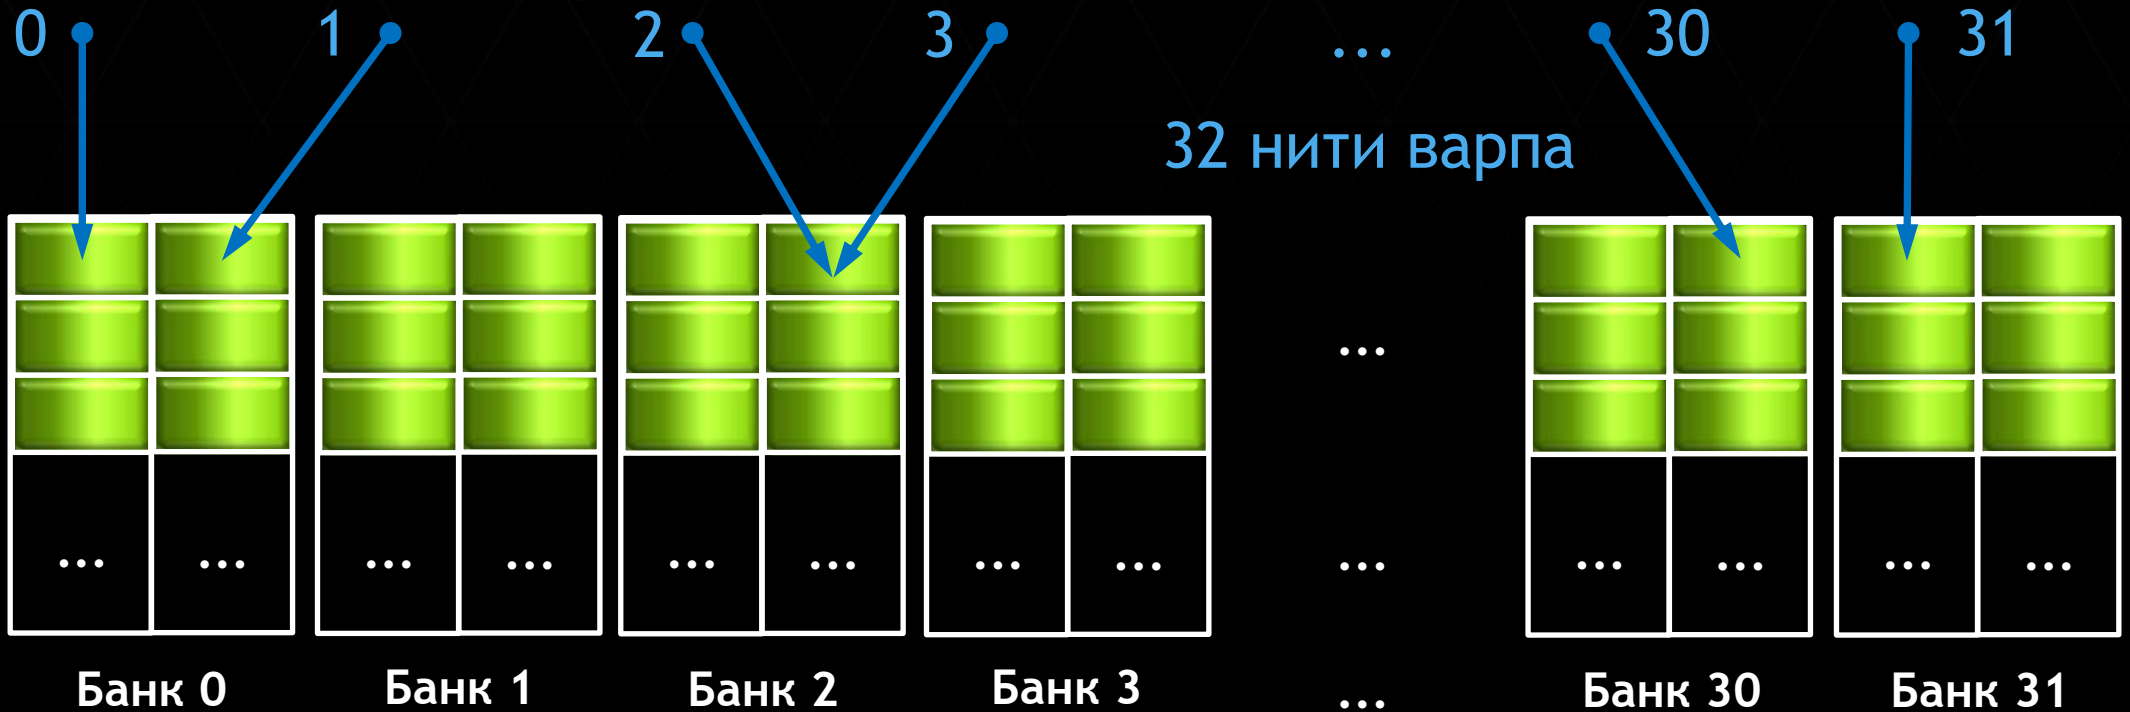 0 1 2 3 ... 30 31
32 нити варпа
...
... ... ... ... ... ... ... ... ... ... ... ... ...
Банк 0 Банк 1 Банк 2 Банк 3 ... Банк 30 Банк 31